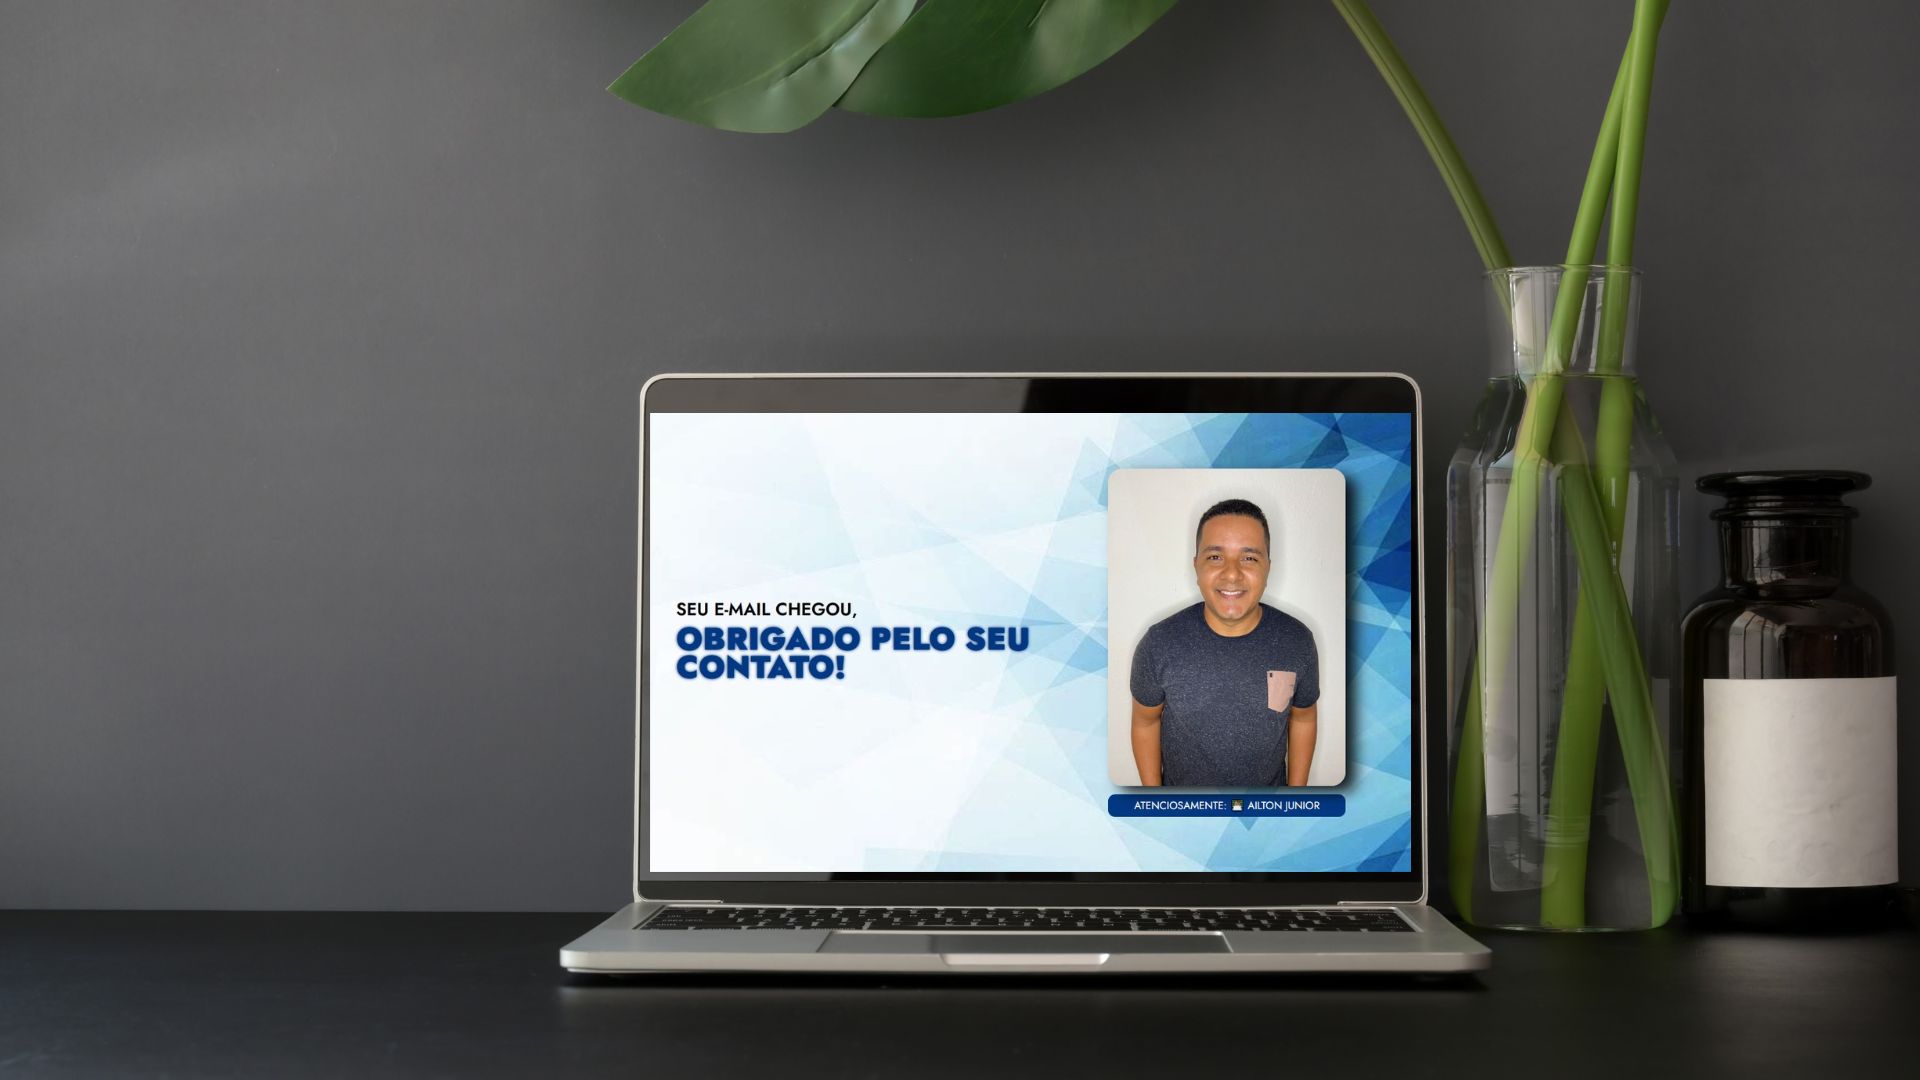 SEU E-MAIL CHEGOU,
OBRIGADO PELO SEU
CONTATO!
ATENCIOSAMENTE: AILTON JUNIOR